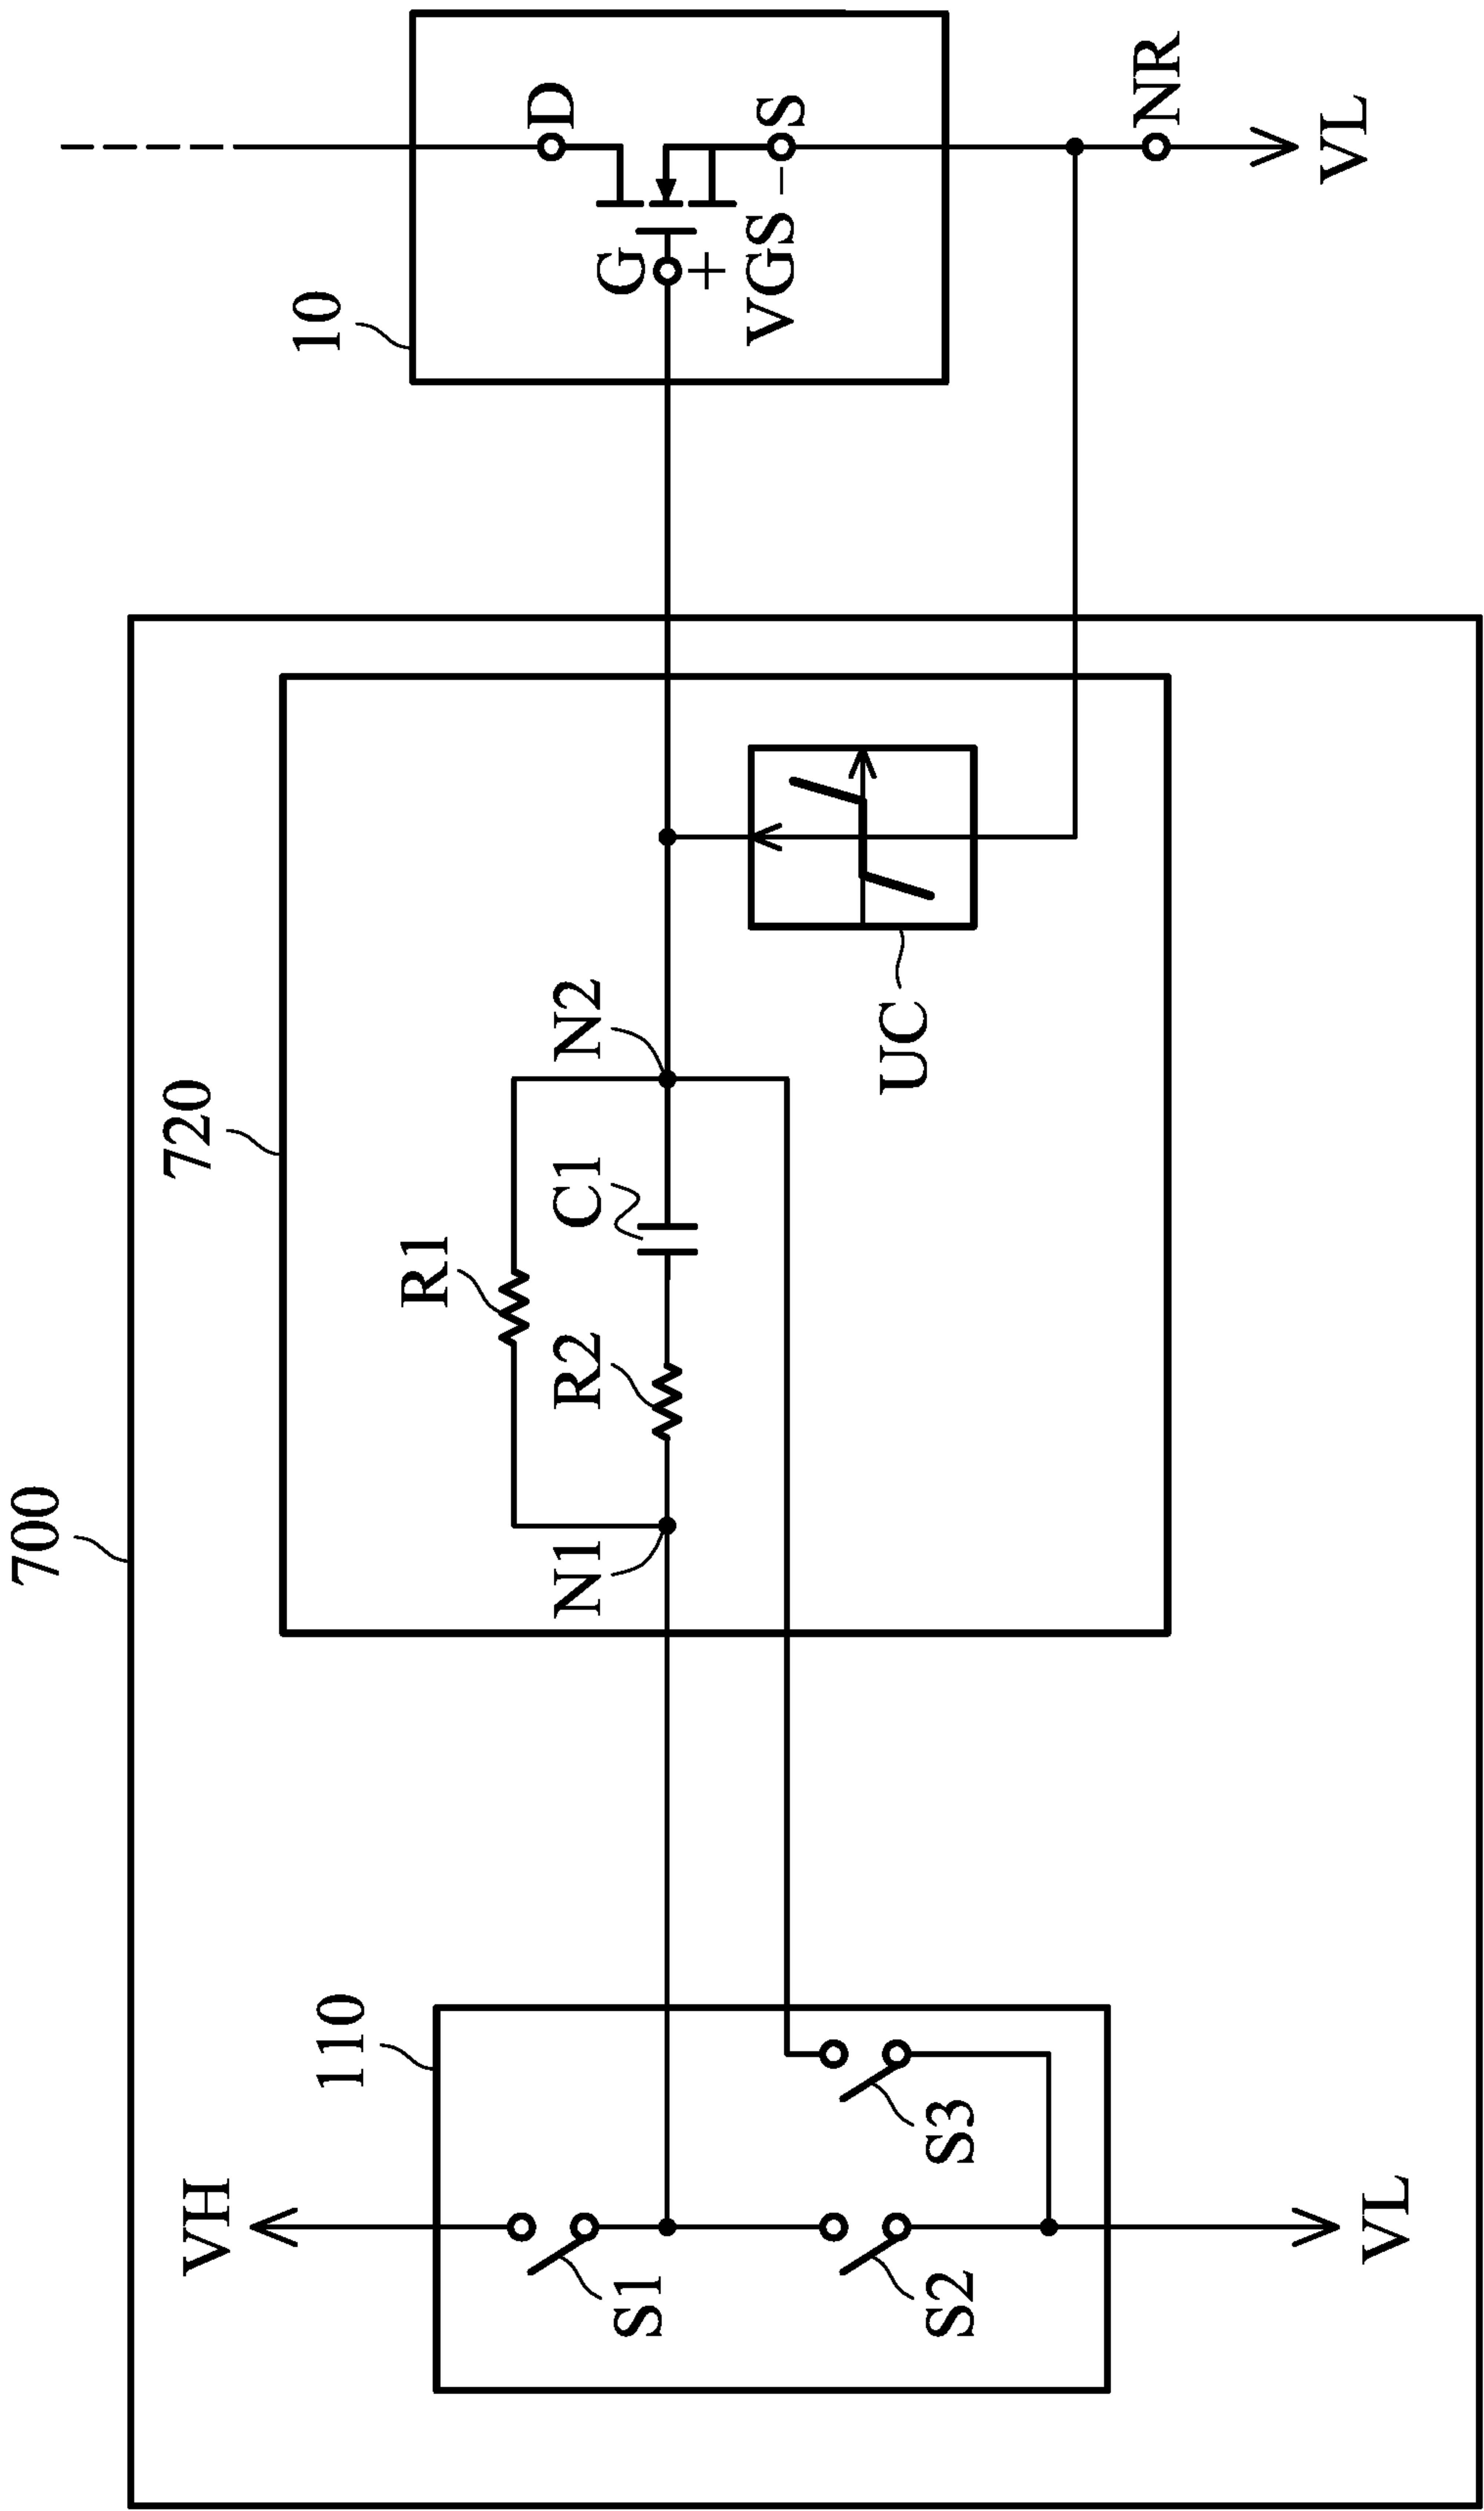 700
720
110
10
VH
S1
S2
S3
VL
N1
R1
R2
C1
N2
UC
D
G
+
VGS
−
S
NR
VL